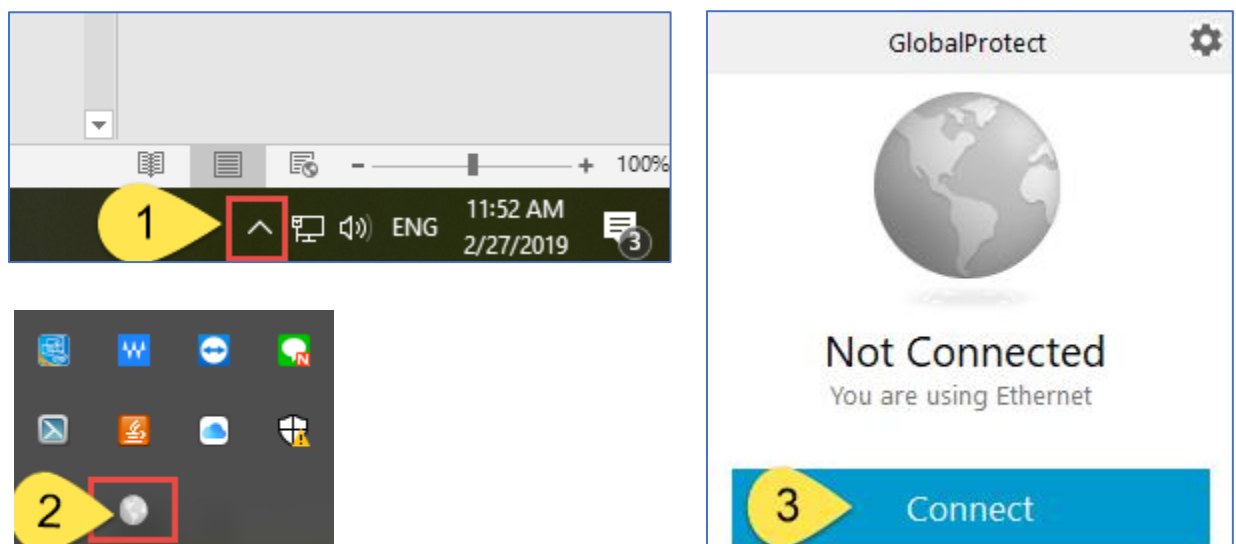 100%
1
ENG
11:52 AM
2/27/2019
3
N
2
GlobalProtect
Not Connected
You are using Ethernet
3
Connect